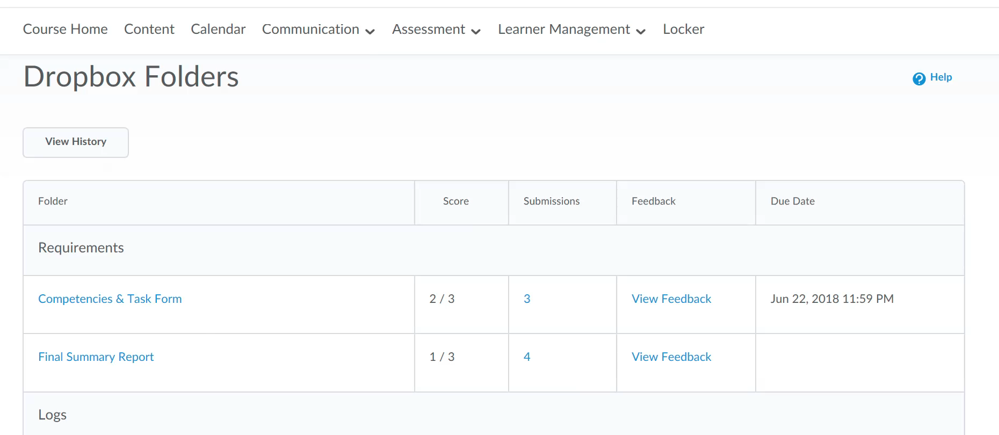 Course Home Content Calendar Communication Assessment Learner Management Locker
Dropbox Folders
Help
View History
Folder Score Submissions Feedback Due Date
Requirements
Competencies & Task Form 2 / 3 3 View Feedback Jun 22, 2018 11:59 PM
Final Summary Report 1 / 3 4 View Feedback
Logs